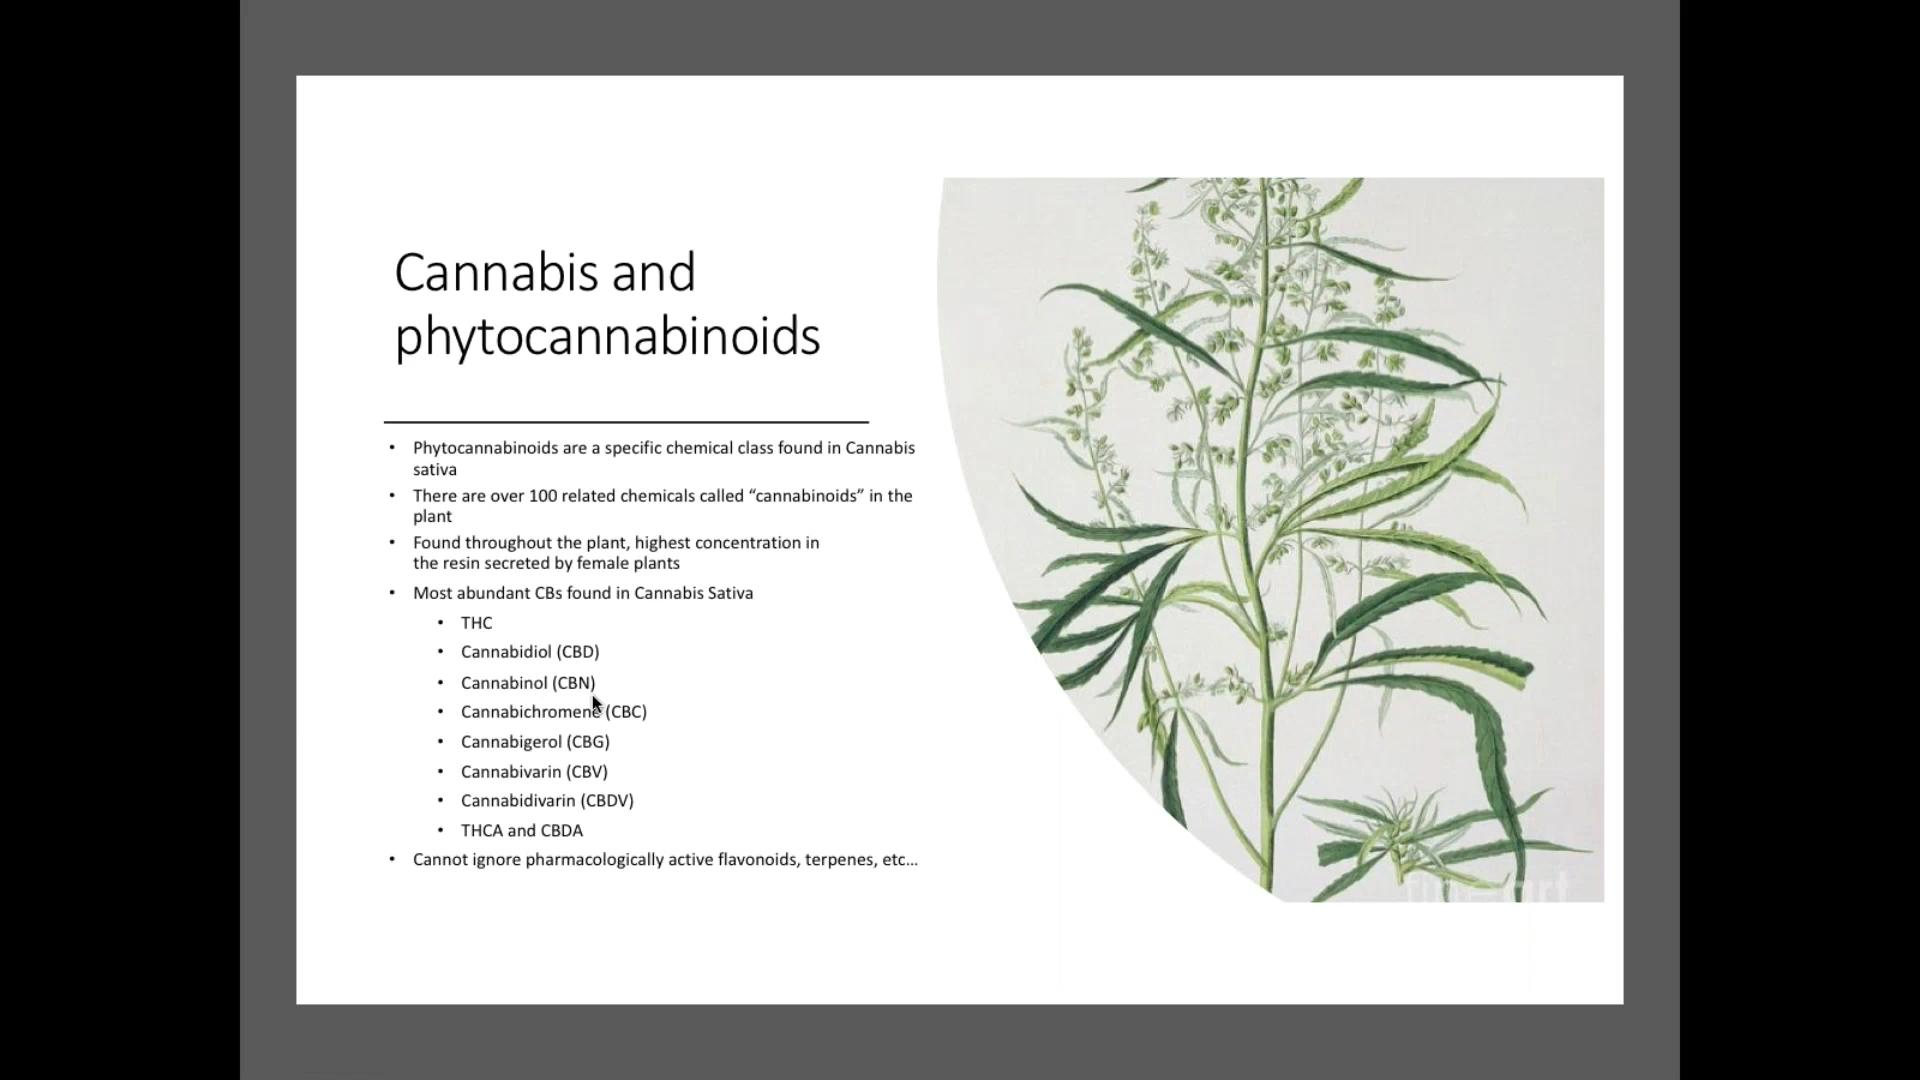 Cannabis and
phytocannabinoids
• Phytocannabinoids are a specific chemical class found in Cannabis
sativa
• There are over 100 related chemicals called “cannabinoids” in the
plant
• Found throughout the plant, highest concentration in
the resin secreted by female plants
• Most abundant CBs found in Cannabis Sativa
• THC
• Cannabidiol (CBD)
• Cannabinol (CBN)
• Cannabichromene (CBC)
• Cannabigerol (CBG)
• Cannabivarin (CBV)
• Cannabidivarin (CBDV)
• THCA and CBDA
• Cannot ignore pharmacologically active flavonoids, terpenes, etc…